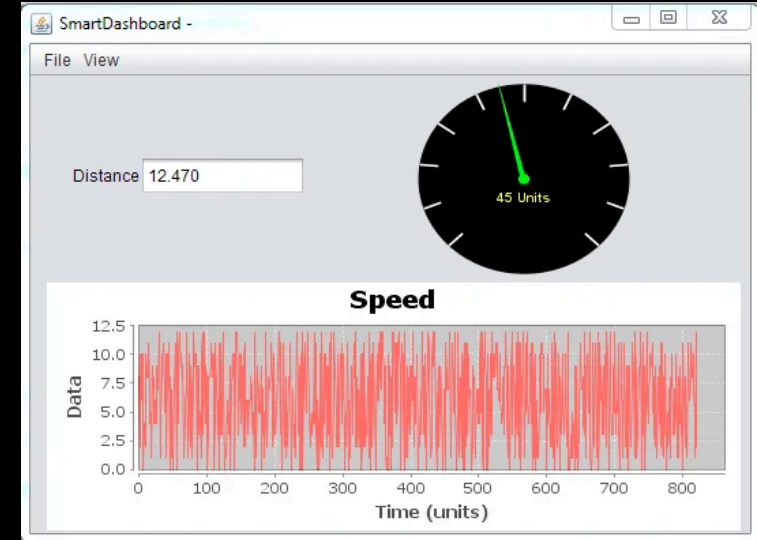 SmartDashboard -
File View
Distance 12.470
45 Units
Speed
12.5
10.0
7.5
5.0
2.5
0.0
Data
0 100 200 300 400 500 600 700 800
Time (units)